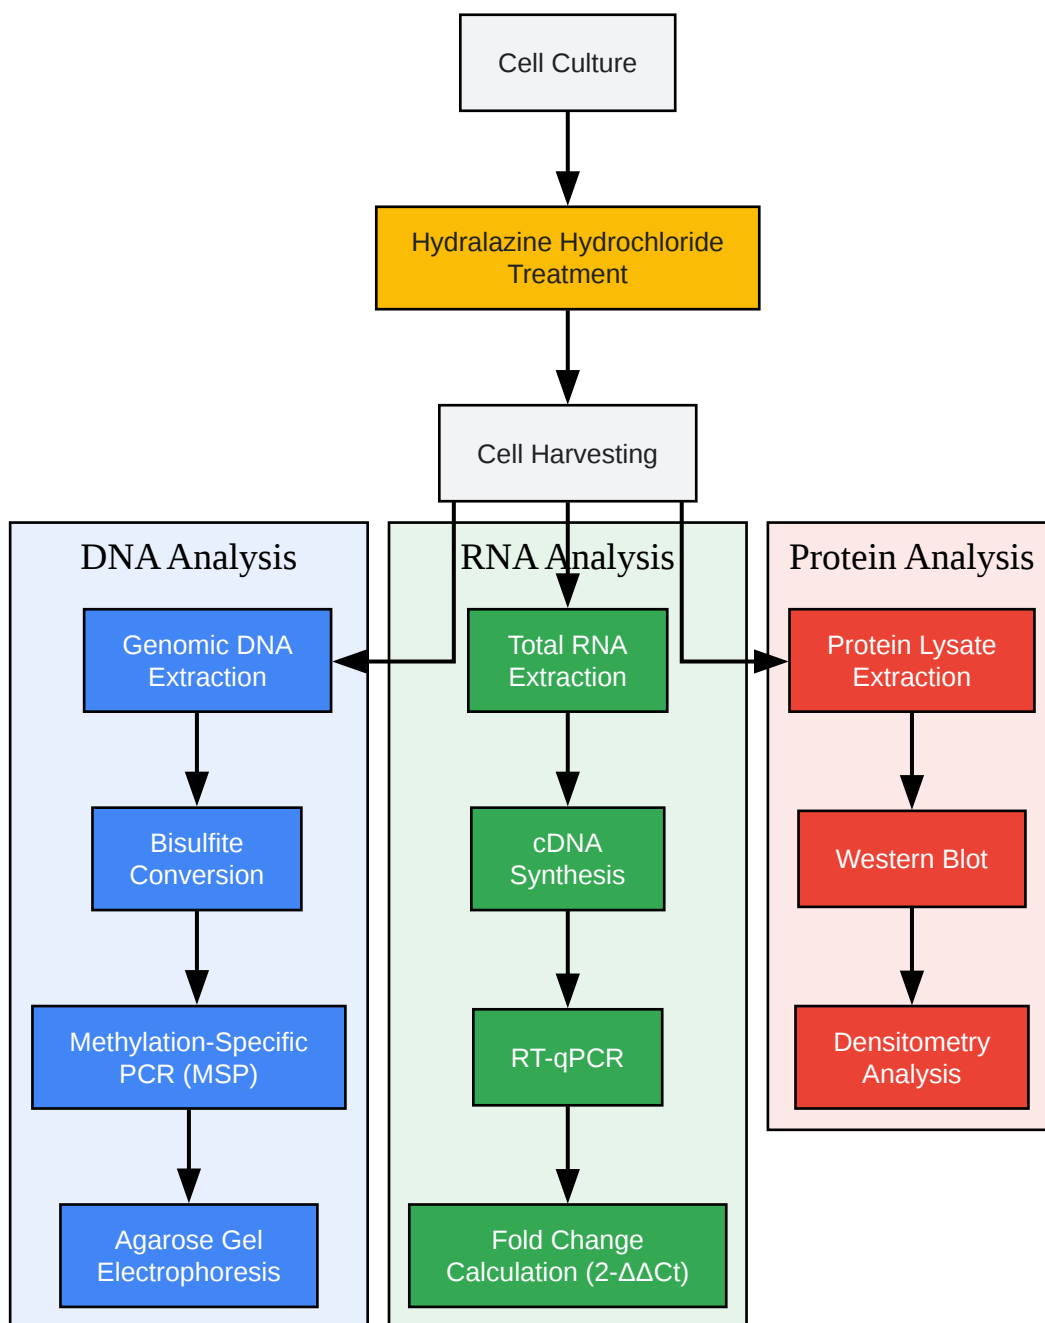 Cell Culture
Hydralazine Hydrochloride
Treatment
Cell Harvesting
DNA Analysis
Genomic DNA
Extraction
Bisulfite
Conversion
Methylation-Specific
PCR (MSP)
Agarose Gel
Electrophoresis
RNA Analysis
Total RNA
Extraction
cDNA
Synthesis
RT-qPCR
Fold Change
Calculation (2-ΔΔCt)
Protein Analysis
Protein Lysate
Extraction
Western Blot
Densitometry
Analysis